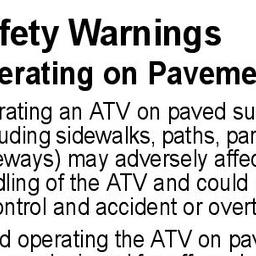 fety Warnings
erating on Paveme
rating an ATV on paved su
uding sidewalks, paths, par
eways) may adversely affec
dling of the ATV and could
ontrol and accident or overt
d operating the ATV on pav